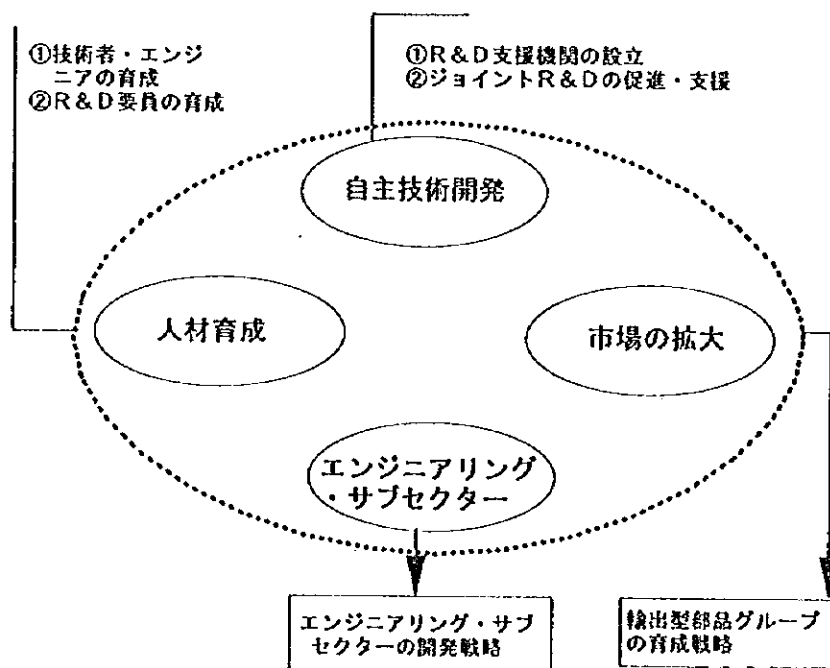 ①技術者・エンジ
ニアの育成
②R&D要員の育成
①R&D支援機関の設立
②ジョイントR&Dの促進・支援
自主技術開発
人材育成
市場の拡大
エンジニアリング
・サブセクター
エンジニアリング・サブ
セクターの開発戦略
輸出型部品グループ
の育成戦略